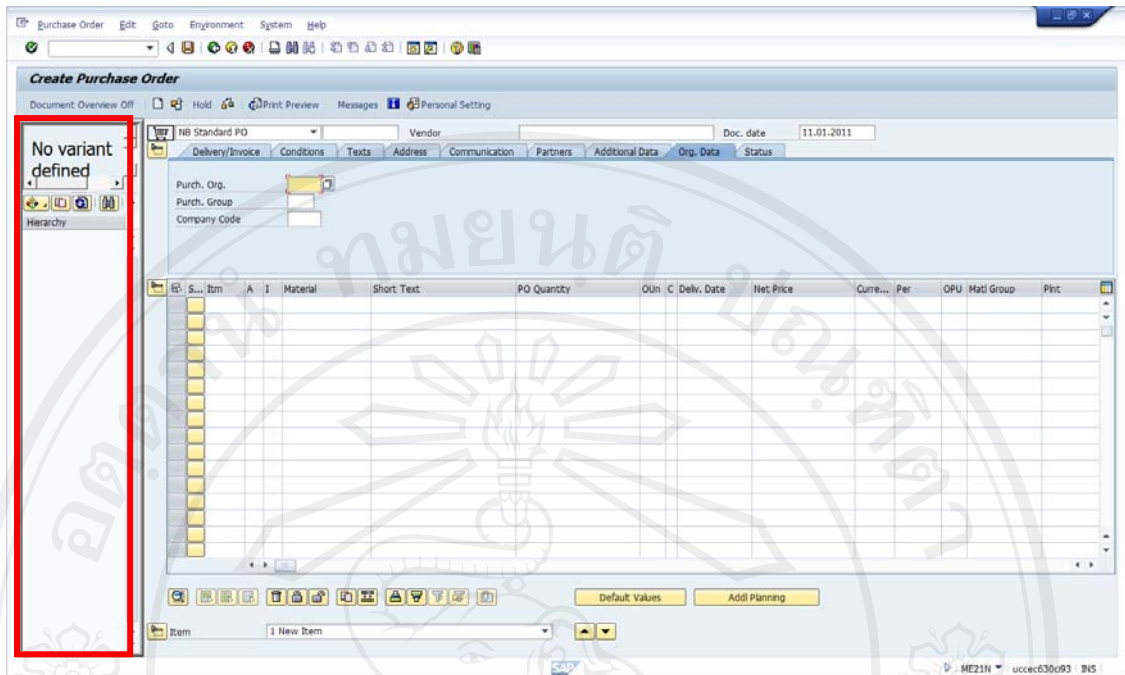 Purchase Order Edit Goto Environment System Help
Create Purchase Order
Document Overview Off Hold Print Preview Messages Personal Setting
No variant defined
Hierarchy
NB Standard PO Vendor Doc. date 11.01.2011
Delivery/Invoice Conditions Texts Address Communication Partners Additional Data Org. Data Status
Purch. Org.
Purch. Group
Company Code
S... Itm A I Material Short Text PO Quantity OUn C Delv. Date Net Price Curre... Per OPU Matl Group Plnt
Default Values Addl Planning
Item 1 New Item
SAP
ME21N uccec630ci93 INS